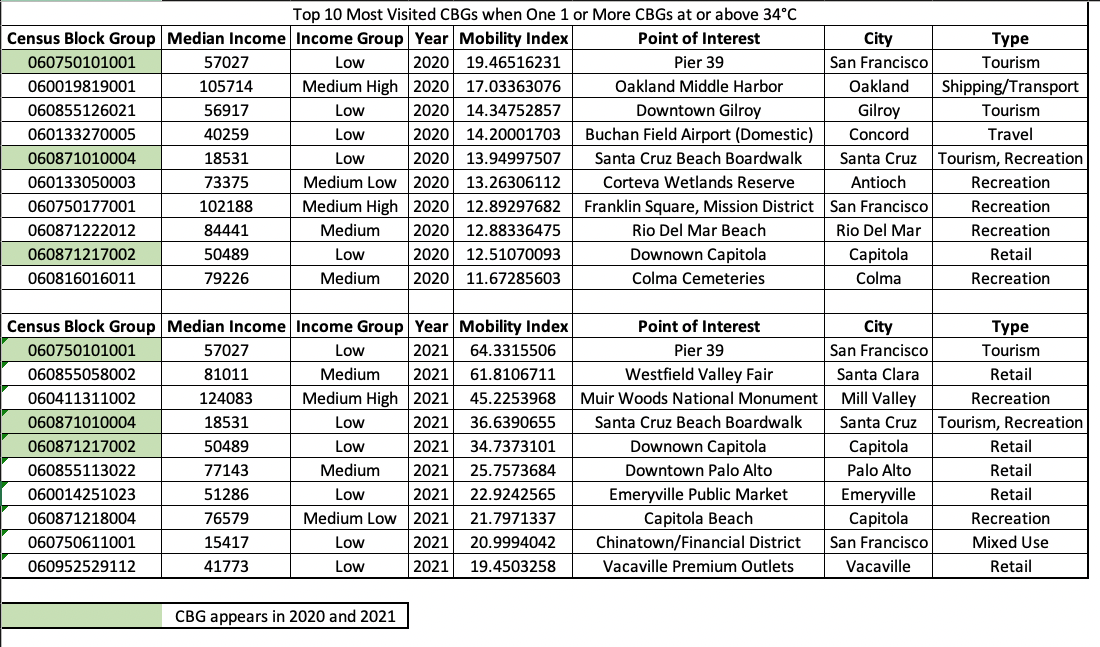 Top 10 Most Visited CBGs when One 1 or More CBGs at or above 34°C
Census Block Group Median Income Income Group Year Mobility Index Point of Interest City Type
060750101001 57027 Low 2020 19.46516231 Pier 39 San Francisco Tourism
060019819001 105714 Medium High 2020 17.03363076 Oakland Middle Harbor Oakland Shipping/Transport
060855126021 56917 Low 2020 14.34752857 Downtown Gilroy Gilroy Tourism
060133270005 40259 Low 2020 14.20001703 Buchan Field Airport (Domestic) Concord Travel
060871010004 18531 Low 2020 13.94997507 Santa Cruz Beach Boardwalk Santa Cruz Tourism, Recreation
060133050003 73375 Medium Low 2020 13.26306112 Corteva Wetlands Reserve Antioch Recreation
060750177001 102188 Medium High 2020 12.89297682 Franklin Square, Mission District San Francisco Recreation
060871222012 84441 Medium 2020 12.88336475 Rio Del Mar Beach Rio Del Mar Recreation
060871217002 50489 Low 2020 12.51070093 Downown Capitola Capitola Retail
060816016011 79226 Medium 2020 11.67285603 Colma Cemeteries Colma Recreation
Census Block Group Median Income Income Group Year Mobility Index Point of Interest City Type
060750101001 57027 Low 2021 64.3315506 Pier 39 San Francisco Tourism
060855058002 81011 Medium 2021 61.8106711 Westfield Valley Fair Santa Clara Retail
060411311002 124083 Medium High 2021 45.2253968 Muir Woods National Monument Mill Valley Recreation
060871010004 18531 Low 2021 36.6390655 Santa Cruz Beach Boardwalk Santa Cruz Tourism, Recreation
060871217002 50489 Low 2021 34.7373101 Downown Capitola Capitola Retail
060855113022 77143 Medium 2021 25.7573684 Downtown Palo Alto Palo Alto Retail
060014251023 51286 Low 2021 22.9242565 Emeryville Public Market Emeryville Retail
060871218004 76579 Medium Low 2021 21.7971337 Capitola Beach Capitola Recreation
060750611001 15417 Low 2021 20.9994042 Chinatown/Financial District San Francisco Mixed Use
060952529112 41773 Low 2021 19.4503258 Vacaville Premium Outlets Vacaville Retail
CBG appears in 2020 and 2021